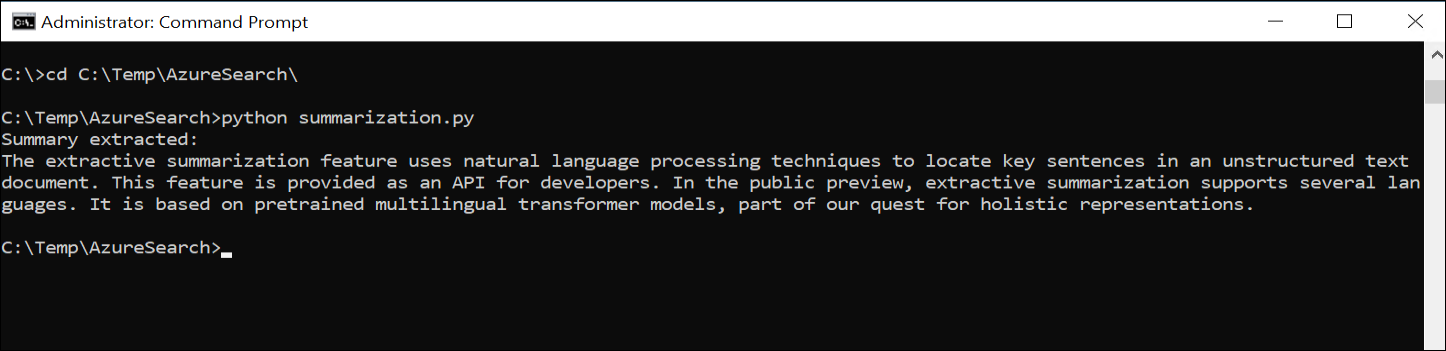 Administrator: Command Prompt
C:\>cd C:\Temp\AzureSearch\
C:\Temp\AzureSearch>python summarization.py
Summary extracted:
The extractive summarization feature uses natural language processing techniques to locate key sentences in an unstructured text
document. This feature is provided as an API for developers. In the public preview, extractive summarization supports several lan
guages. It is based on pretrained multilingual transformer models, part of our quest for holistic representations.
C:\Temp\AzureSearch>